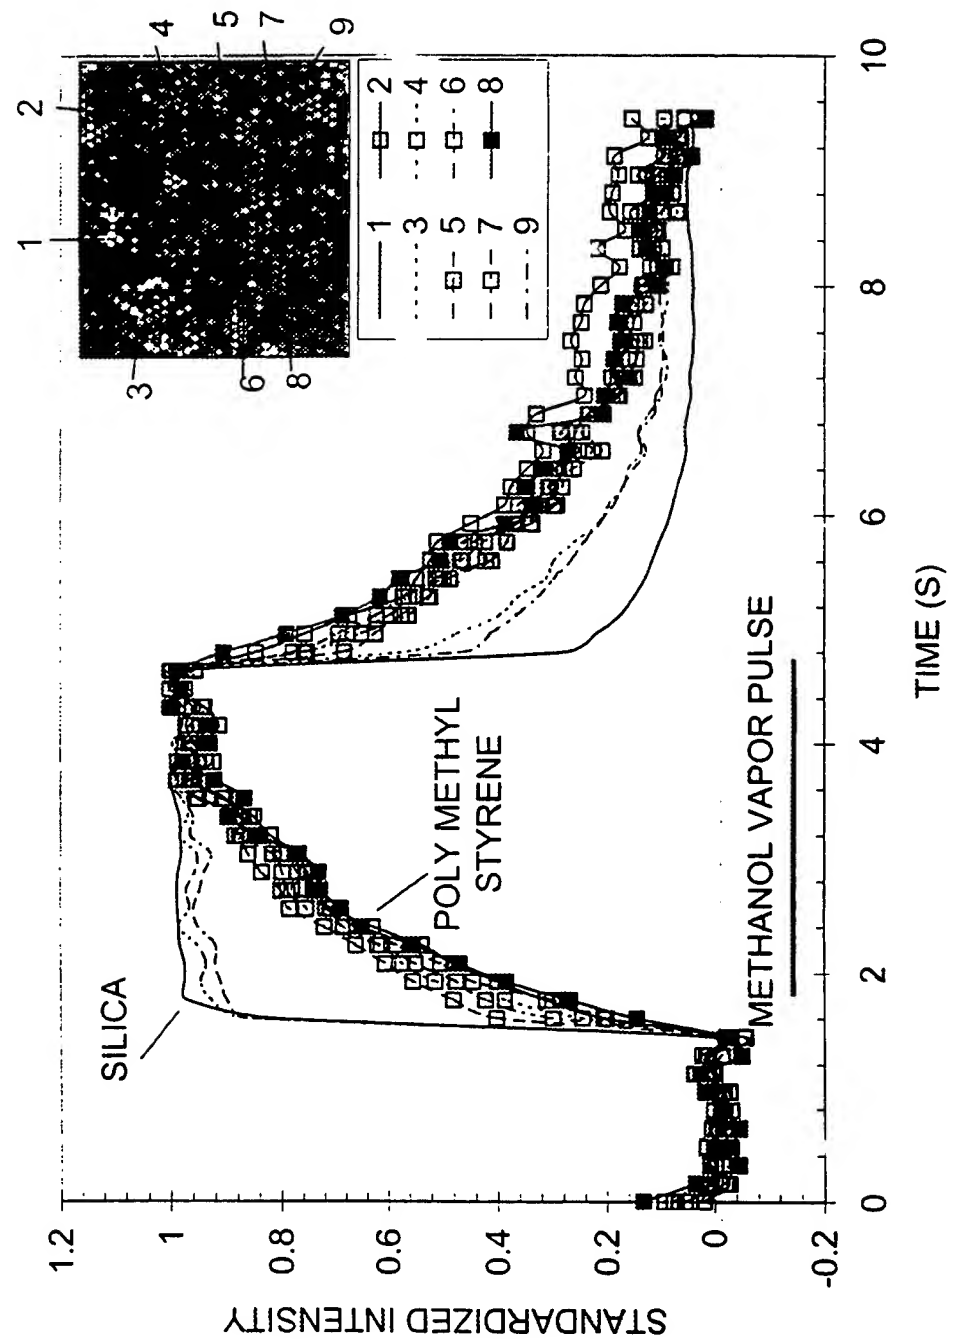 1 2
4 5 7 9
3 6 8
1 2
3 4
5 6
7 8
9
SILICA
POLY METHYL
STYRENE
METHANOL VAPOR PULSE
STANDARDIZED INTENSITY
1.2
1
0.8
0.6
0.4
0.2
0
-0.2
0 2 4 6 8 10
TIME (S)